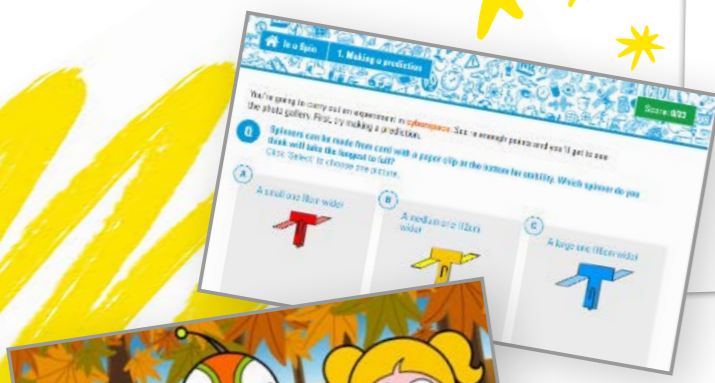 In a Spin
1. Making a prediction
Score: 0/23
You're going to carry out an experiment in cyberspace. Score enough points and you'll get to see
the photo gallery. First, try making a prediction.
Q
Spinners can be made from card with a paper clip at the bottom for stability. Which spinner do you
think will take the longest to fall?
Click 'Select' to choose one picture.
A
A small one (8cm wide)
B
A medium one (12cm
wide)
C
A large one (16cm wide)